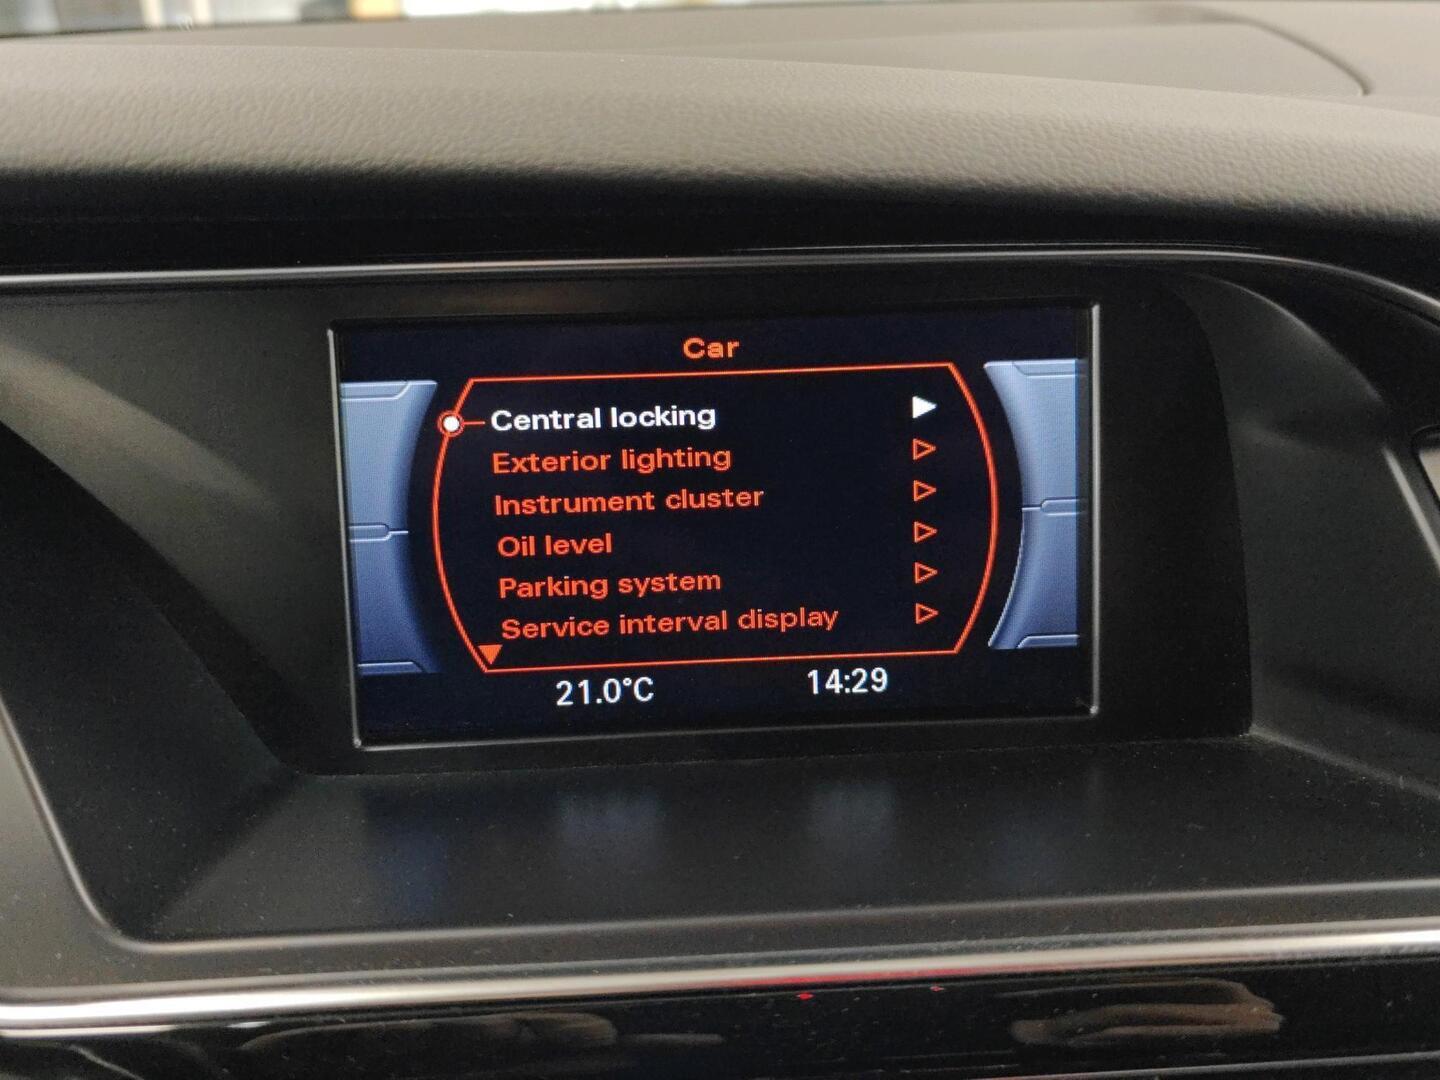 Car
Central locking
Exterior lighting
Instrument cluster
Oil level
Parking system
Service interval display
21.0°C 14:29